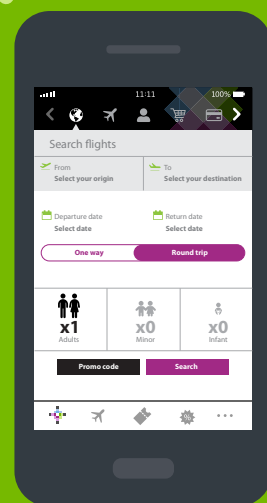 11:11 100%
Search flights
From To
Select your origin Select your destination
Departure date Return date
Select date Select date
One way Round trip
x1 x0 x0
Adults Minor Infant
Promo code Search
%